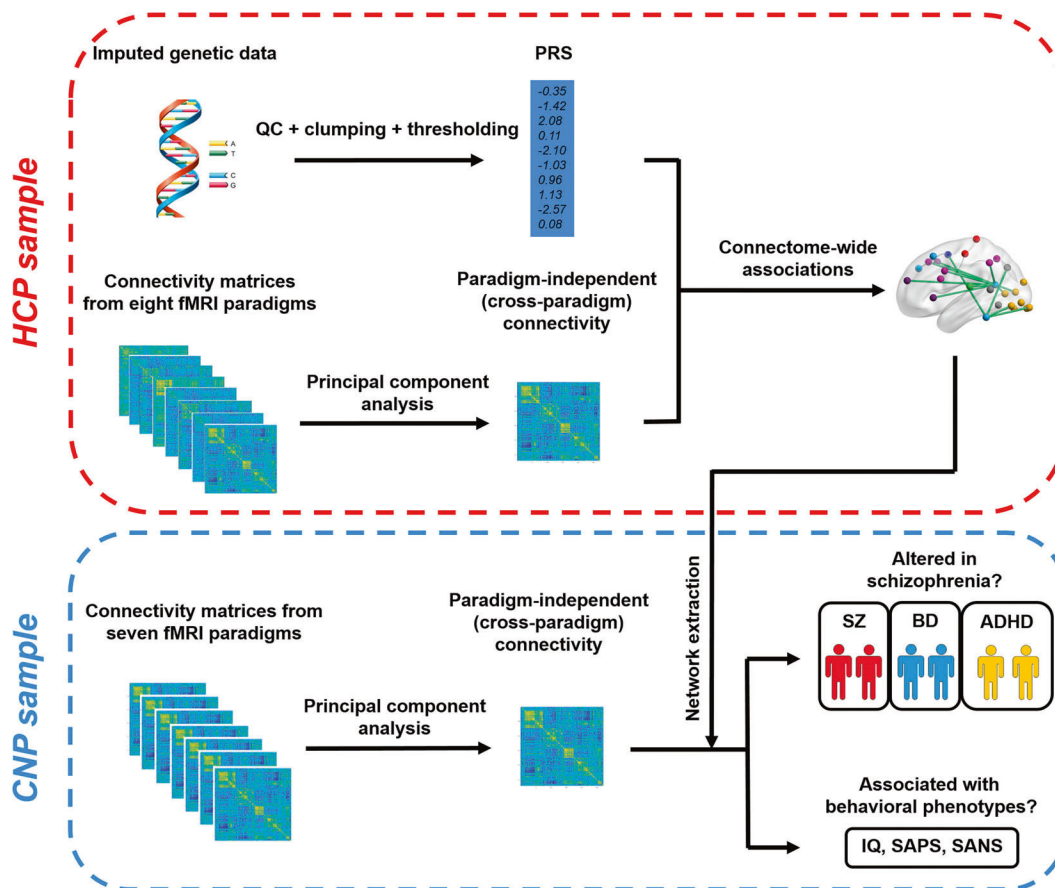 HCP sample
Imputed genetic data
A
T
C
G
QC + clumping + thresholding
PRS
-0.35
-1.42
2.08
0.11
-2.10
-1.03
0.96
1.13
-2.57
0.08
Connectivity matrices
from eight fMRI paradigms
Principal component
analysis
Paradigm-independent
(cross-paradigm)
connectivity
Connectome-wide
associations
CNP sample
Connectivity matrices from
seven fMRI paradigms
Principal component
analysis
Paradigm-independent
(cross-paradigm)
connectivity
Network extraction
Altered in
schizophrenia?
SZ
BD
ADHD
Associated with
behavioral phenotypes?
IQ, SAPS, SANS